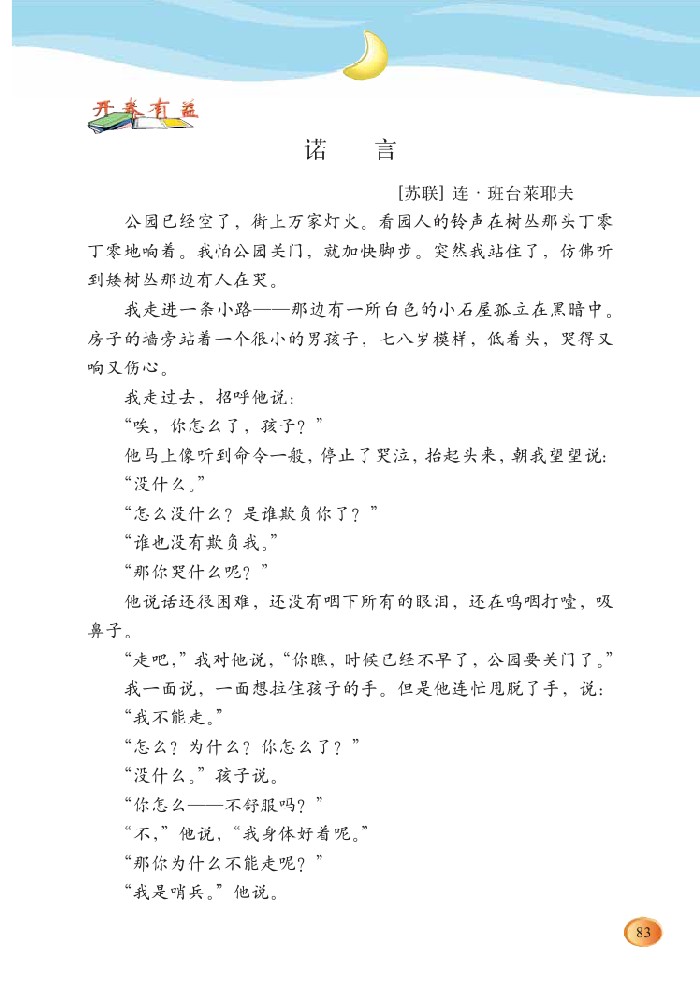 开卷有益
诺 言
[苏联] 连·班台莱耶夫
公园已经空了，街上万家灯火。看园人的铃声在树丛那头丁零
丁零地响着。我怕公园关门，就加快脚步。突然我站住了，仿佛听
到矮树丛那边有人在哭。
我走进一条小路——那边有一所白色的小石屋孤立在黑暗中。
房子的墙旁站着一个很小的男孩子，七八岁模样，低着头，哭得又
响又伤心。
我走过去，招呼他说：
“唉，你怎么了，孩子？”
他马上像听到命令一般，停止了哭泣，抬起头来，朝我望望说：
“没什么。”
“怎么没什么？是谁欺负你了？”
“谁也没有欺负我。”
“那你哭什么呢？”
他说话还很困难，还没有咽下所有的眼泪，还在呜咽打噎，吸
鼻子。
“走吧，”我对他说，“你瞧，时候已经不早了，公园要关门了。”
我一面说，一面想拉住孩子的手。但是他连忙甩脱了手，说：
“我不能走。”
“怎么？为什么？你怎么了？”
“没什么。”孩子说。
“你怎么——不舒服吗？”
“不，”他说，“我身体好着呢。”
“那你为什么不能走呢？”
“我是哨兵。”他说。
83